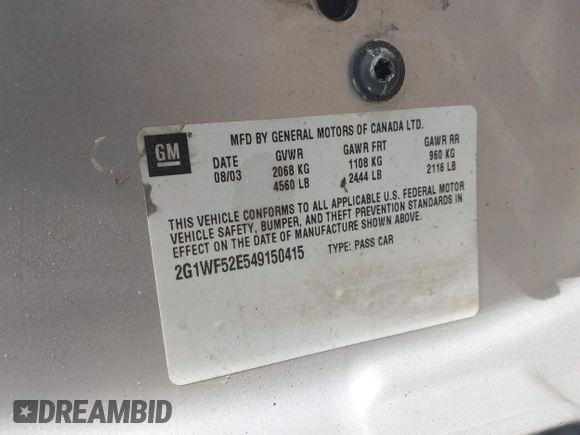 GM
MFD BY GENERAL MOTORS OF CANADA LTD.
DATE GVWR GAWR FRT GAWR RR
08/03 2068 KG 1108 KG 960 KG
4560 LB 2444 LB 2116 LB
THIS VEHICLE CONFORMS TO ALL APPLICABLE U.S. FEDERAL MOTOR
VEHICLE SAFETY, BUMPER, AND THEFT PREVENTION STANDARDS IN
EFFECT ON THE DATE OF MANUFACTURE SHOWN ABOVE.
2G1WF52E549150415 TYPE: PASS CAR
DREAMBID